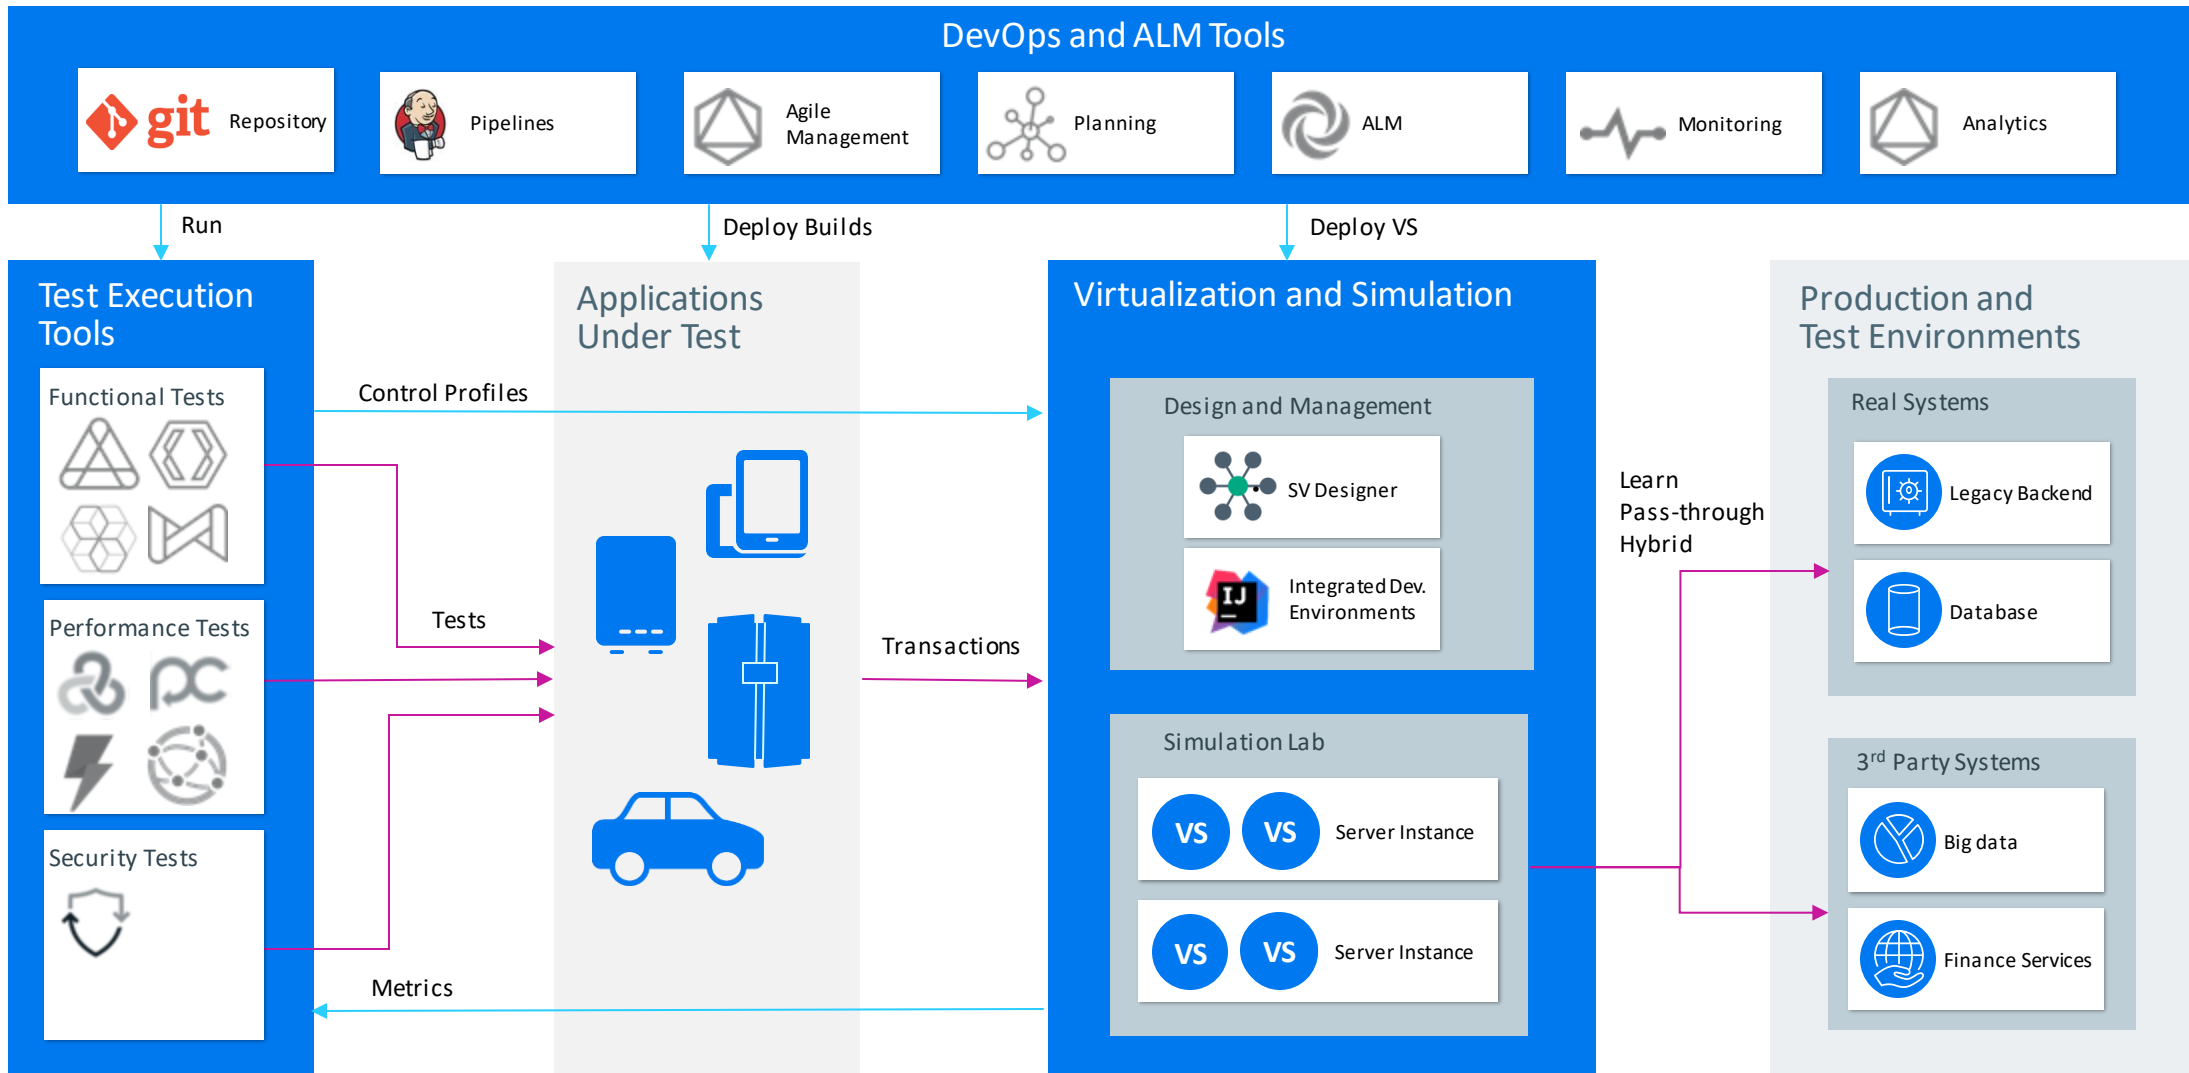 DevOps and ALM Tools
git Repository
Pipelines
Agile
Management
Planning
ALM
Monitoring
Analytics
Run
Deploy Builds
Deploy VS
Test Execution
Tools
Functional Tests
Performance Tests
pc
Security Tests
Control Profiles
Tests
Metrics
Applications
Under Test
Transactions
Virtualization and Simulation
Design and Management
SV Designer
IJ
Integrated Dev.
Environments
Simulation Lab
VS VS Server Instance
VS VS Server Instance
Learn
Pass-through
Hybrid
Production and
Test Environments
Real Systems
Legacy Backend
Database
3rd Party Systems
Big data
Finance Services